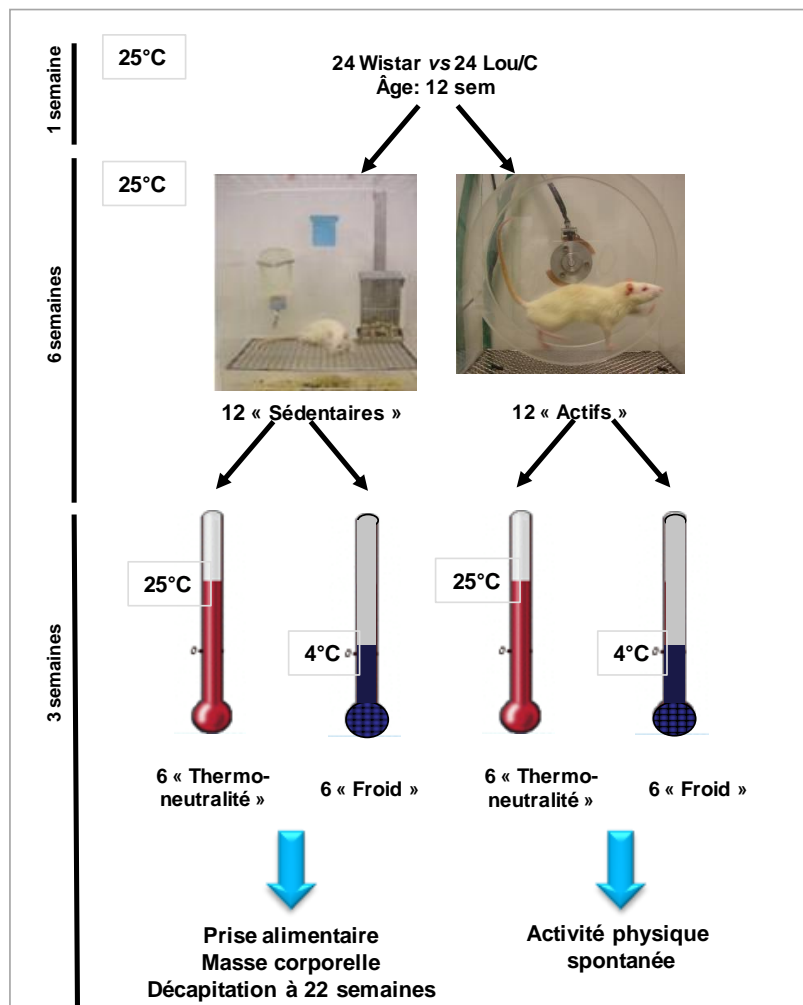 1 semaine
25°C
24 Wistar vs 24 Lou/C
Âge: 12 sem
6 semaines
25°C
12 « Sédentaires »
12 « Actifs »
3 semaines
25°C
0
4°C
25°C
0
4°C
6 « Thermo-
neutralité »
6 « Froid »
6 « Thermo-
neutralité »
6 « Froid »
Prise alimentaire
Masse corporelle
Décapitation à 22 semaines
Activité physique
spontanée